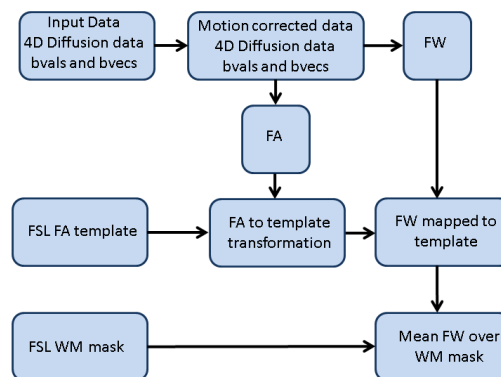 Input Data
4D Diffusion data
bvals and bvecs
Motion corrected data
4D Diffusion data
bvals and bvecs
FW
FA
FSL FA template
FA to template
transformation
FW mapped to
template
FSL WM mask
Mean FW over
WM mask